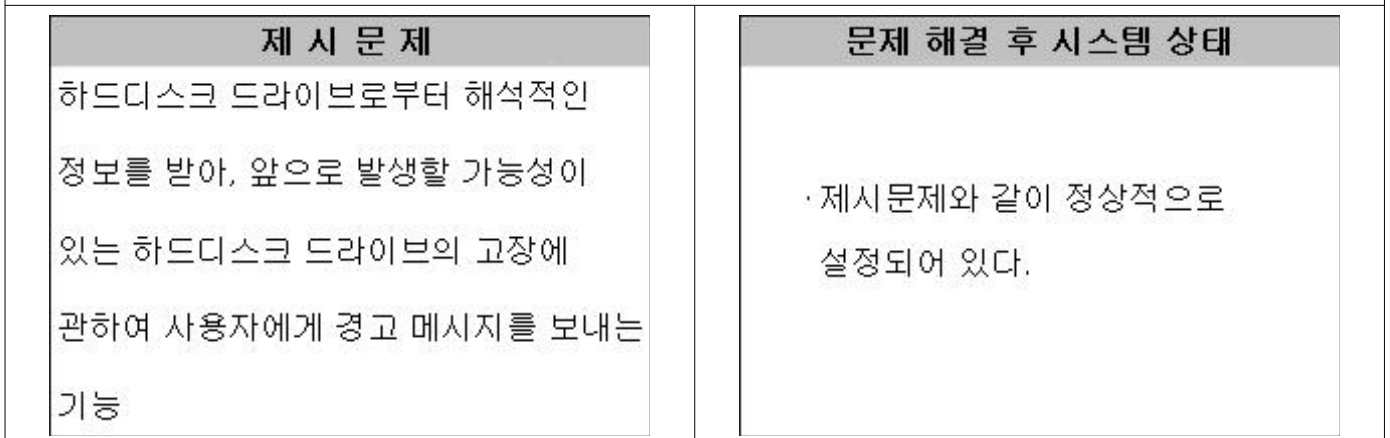 제 시 문 제
하드디스크 드라이브로부터 해석적인
정보를 받아, 앞으로 발생할 가능성이
있는 하드디스크 드라이브의 고장에
관하여 사용자에게 경고 메시지를 보내는
기능
문제 해결 후 시스템 상태
· 제시문제와 같이 정상적으로
설정되어 있다.